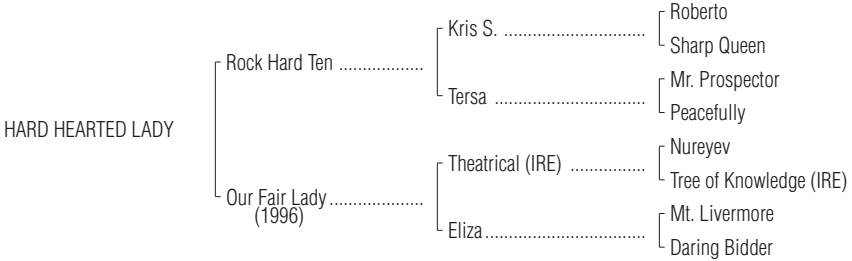 Roberto
Kris S. ..............................
Sharp Queen
Rock Hard Ten ..................
Mr. Prospector
Tersa ................................
Peacefully
HARD HEARTED LADY
Nureyev
Theatrical (IRE) ................
Tree of Knowledge (IRE)
Our Fair Lady ....................
(1996)
Mt. Livermore
Eliza..................................
Daring Bidder